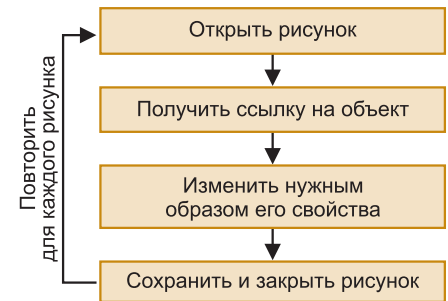 Открыть рисунок
Получить ссылку на объект
Изменить нужным
образом его свойства
Сохранить и закрыть рисунок
Повторить
для каждого рисунка